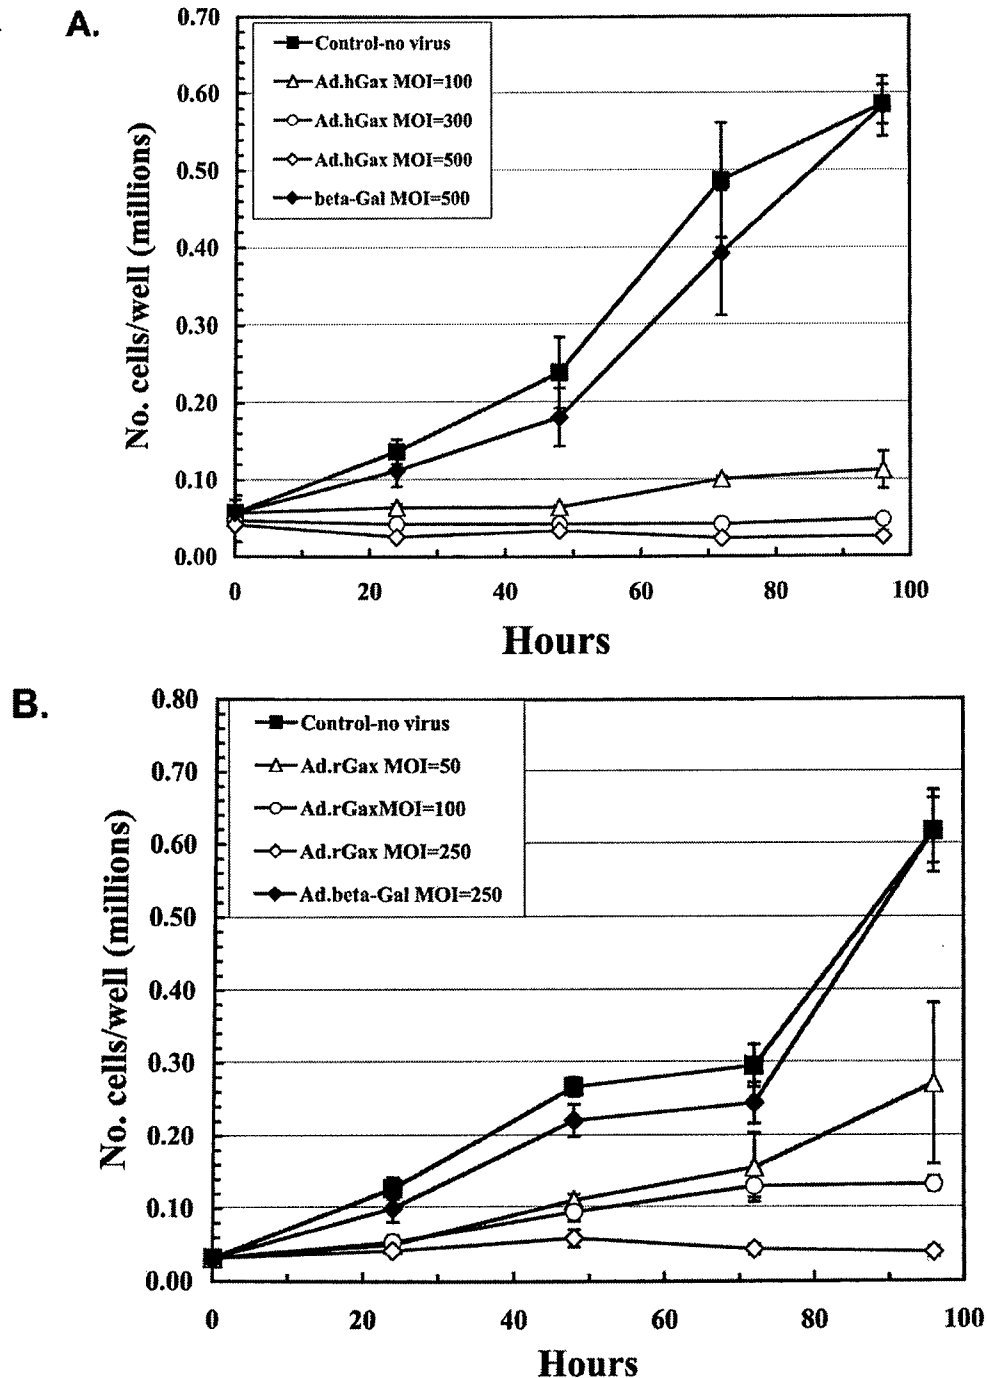 A.
0.70
0.60
0.50
0.40
0.30
0.20
0.10
0.00
No. cells/well (millions)
Control-no virus
Ad.hGax MOI=100
Ad.hGax MOI=300
Ad.hGax MOI=500
beta-Gal MOI=500
0 20 40 60 80 100
Hours
B.
0.80
0.70
0.60
0.50
0.40
0.30
0.20
0.10
0.00
No. cells/well (millions)
Control-no virus
Ad.rGax MOI=50
Ad.rGaxMOI=100
Ad.rGax MOI=250
Ad.beta-Gal MOI=250
0 20 40 60 80 100
Hours